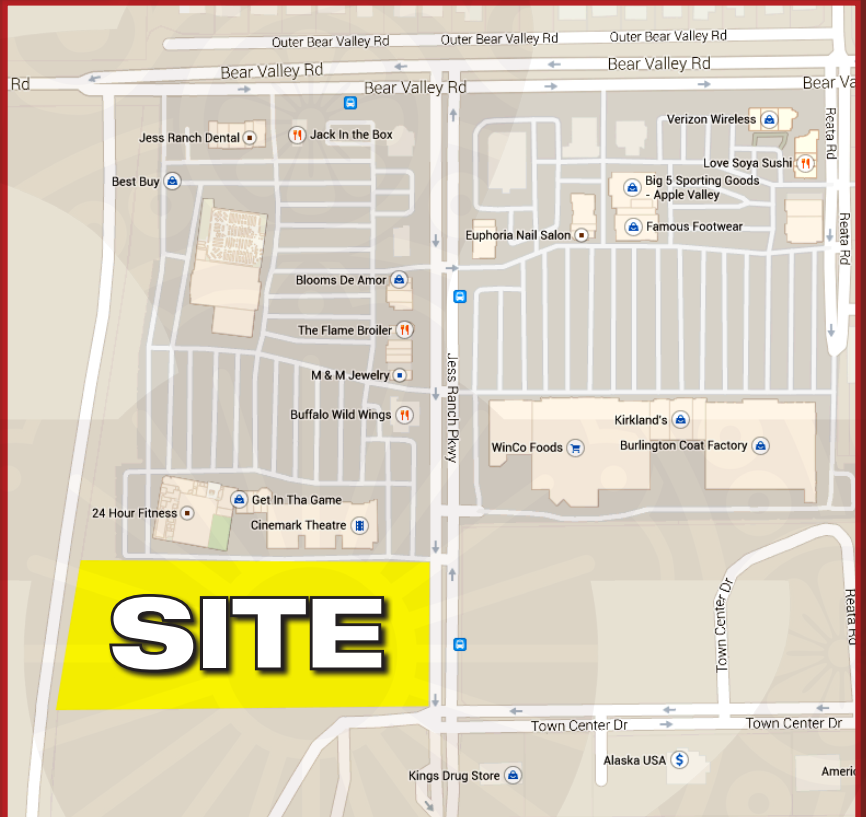 Outer Bear Valley Rd
Outer Bear Valley Rd
Outer Bear Valley Rd
Rd
Bear Valley Rd
Bear Valley Rd
Bear Valley Rd
Bear Va
Jess Ranch Dental
Jack In the Box
Verizon Wireless
Reata Rd
Love Soya Sushi
Best Buy
Big 5 Sporting Goods
- Apple Valley
Famous Footwear
Euphoria Nail Salon
Reata Rd
Blooms De Amor
The Flame Broiler
M & M Jewelry
Jess Ranch Pkwy
Buffalo Wild Wings
Kirkland's
WinCo Foods
Burlington Coat Factory
Get In Tha Game
24 Hour Fitness
Cinemark Theatre
SITE
Town Center Dr
Reata Rd
Town Center Dr
Town Center Dr
Alaska USA
$
Kings Drug Store
Americ